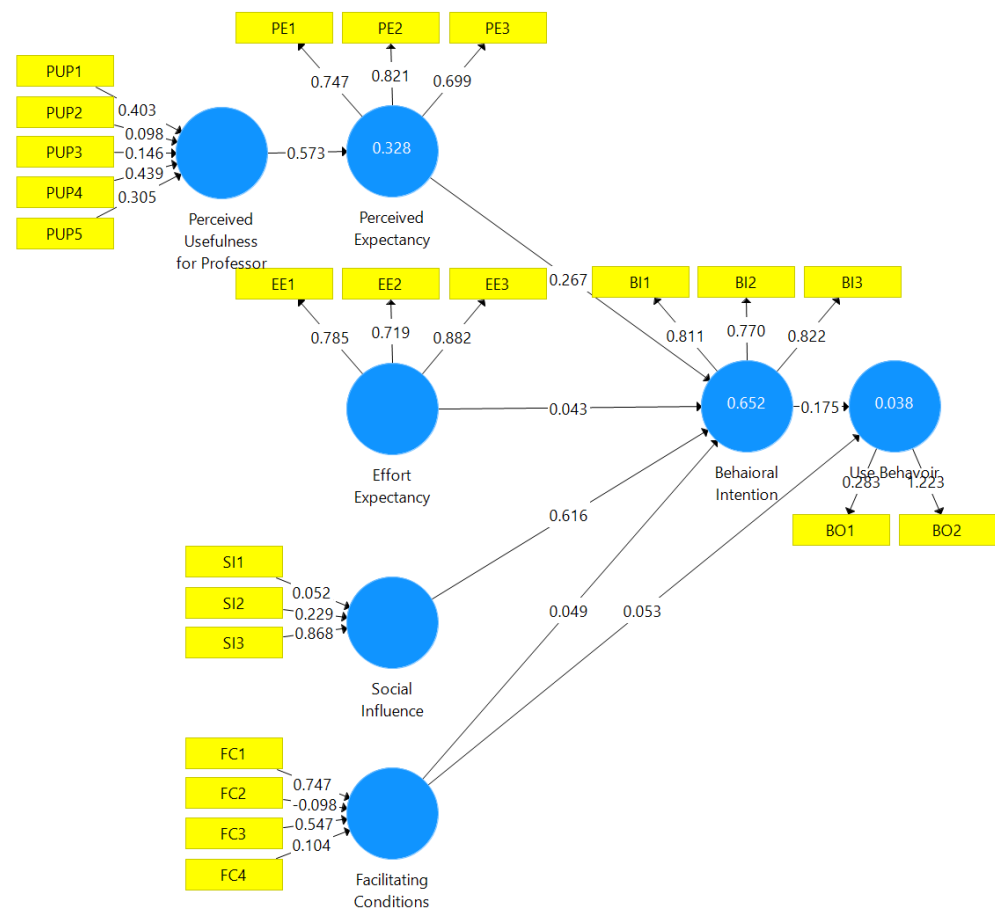 PE1
PE2
PE3
PUP1
PUP2
PUP3
PUP4
PUP5
0.747
0.821
0.699
0.403
0.098
0.146
0.439
0.305
0.573
0.328
Perceived
Usefulness
for Professor
Perceived
Expectancy
EE1
EE2
EE3
0.267
BI1
BI2
BI3
0.785
0.719
0.882
0.811
0.770
0.822
0.043
0.652
0.175
0.038
Effort
Expectancy
Behaioral
Intention
Use Behavoir
0.283
1.223
BO1
BO2
0.616
SI1
SI2
SI3
0.052
0.229
0.868
0.049
0.053
Social
Influence
FC1
FC2
FC3
FC4
0.747
-0.098
0.547
0.104
Facilitating
Conditions